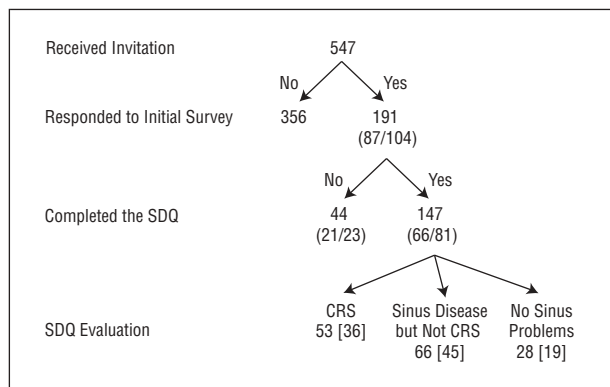 Received Invitation 547
No Yes
Responded to Initial Survey 356 191
(87/104)
No Yes
Completed the SDQ 44 147
(21/23) (66/81)
CRS Sinus Disease No Sinus
SDQ Evaluation 53 [36] but Not CRS Problems
66 [45] 28 [19]